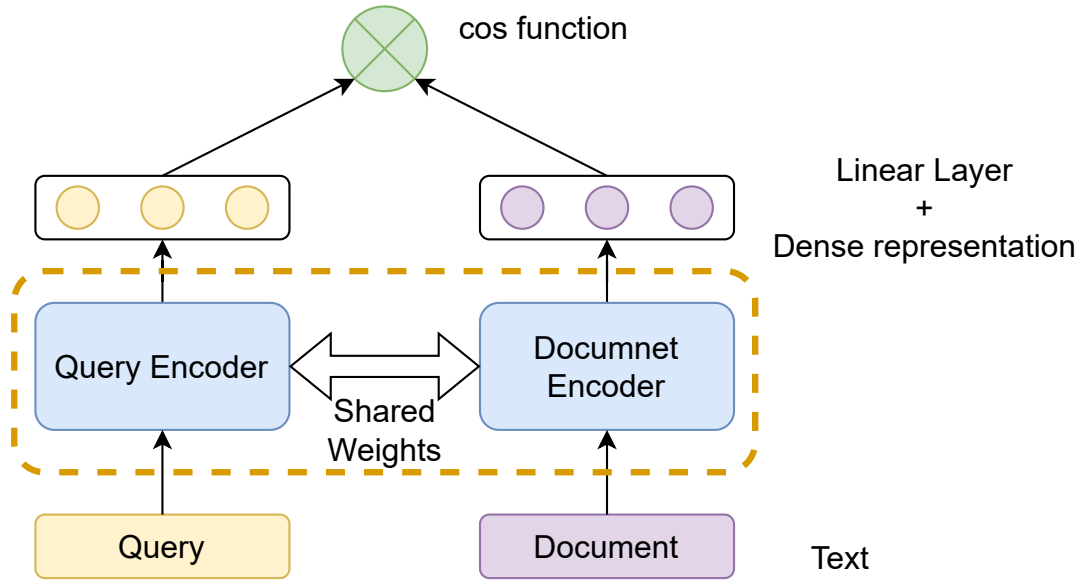 cos function
Linear Layer
+
Dense representation
Query Encoder
Documnet
Encoder
Shared
Weights
Query
Document
Text